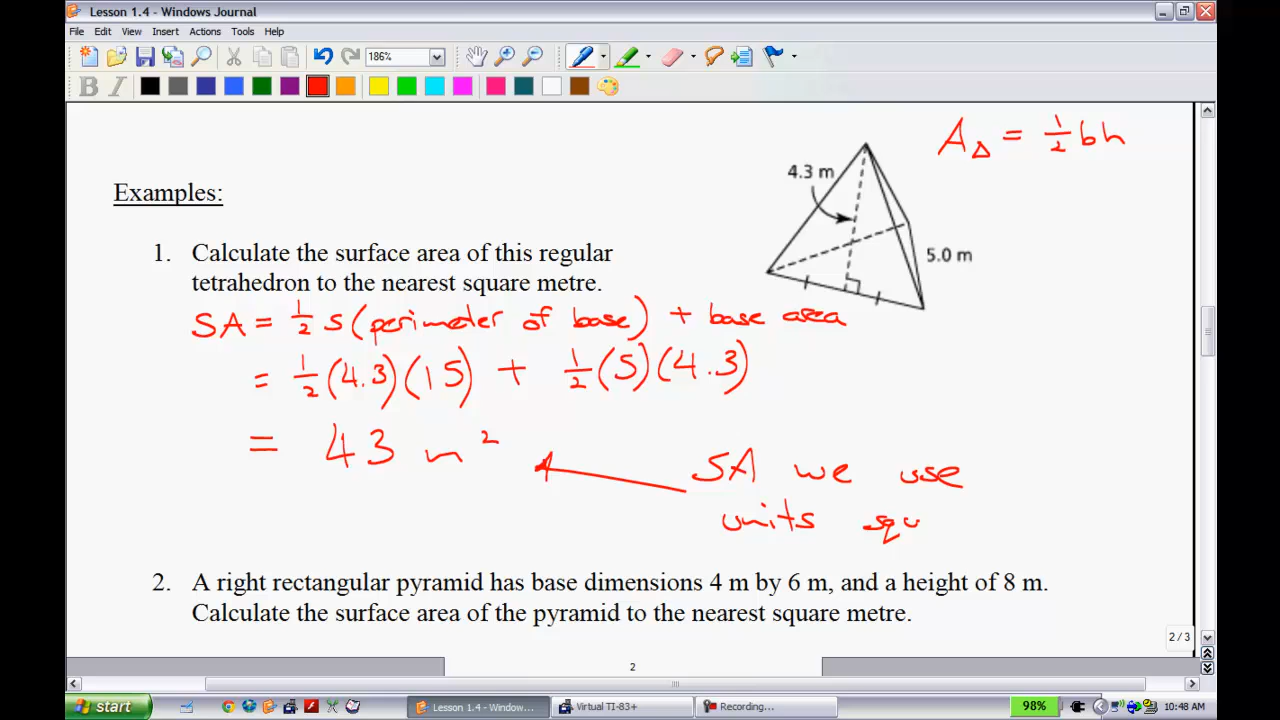 Lesson 1.4 - Windows Journal
File Edit View Insert Actions Tools Help
186%
B I
A△ = 1/2 bh
4.3 m
Examples:
1. Calculate the surface area of this regular
5.0 m
tetrahedron to the nearest square metre.
SA = 1/2 s (perimeter of base) + base area
= 1/2 (4.3)(15) + 1/2 (5)(4.3)
= 43 m²
SA we use
units squ
2. A right rectangular pyramid has base dimensions 4 m by 6 m, and a height of 8 m.
Calculate the surface area of the pyramid to the nearest square metre.
2 / 3
2
start
Lesson 1.4 - Window...
Virtual TI-83+
Recording...
98%
10:48 AM